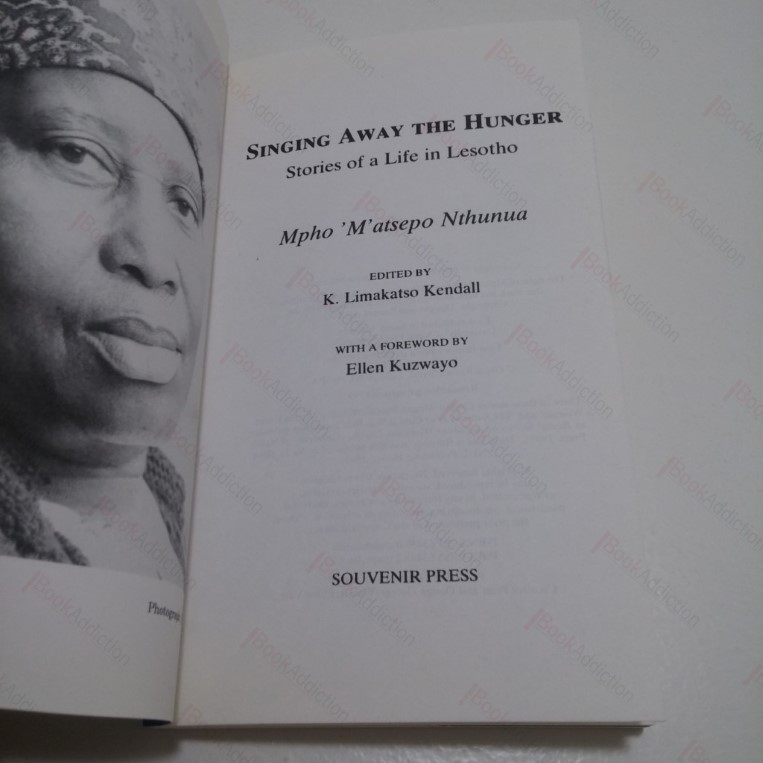 SINGING AWAY THE HUNGER
Stories of a Life in Lesotho
Mpho 'M'atsepo Nthunua
EDITED BY
K. Limakatso Kendall
WITH A FOREWORD BY
Ellen Kuzwayo
SOUVENIR PRESS
BookAddiction